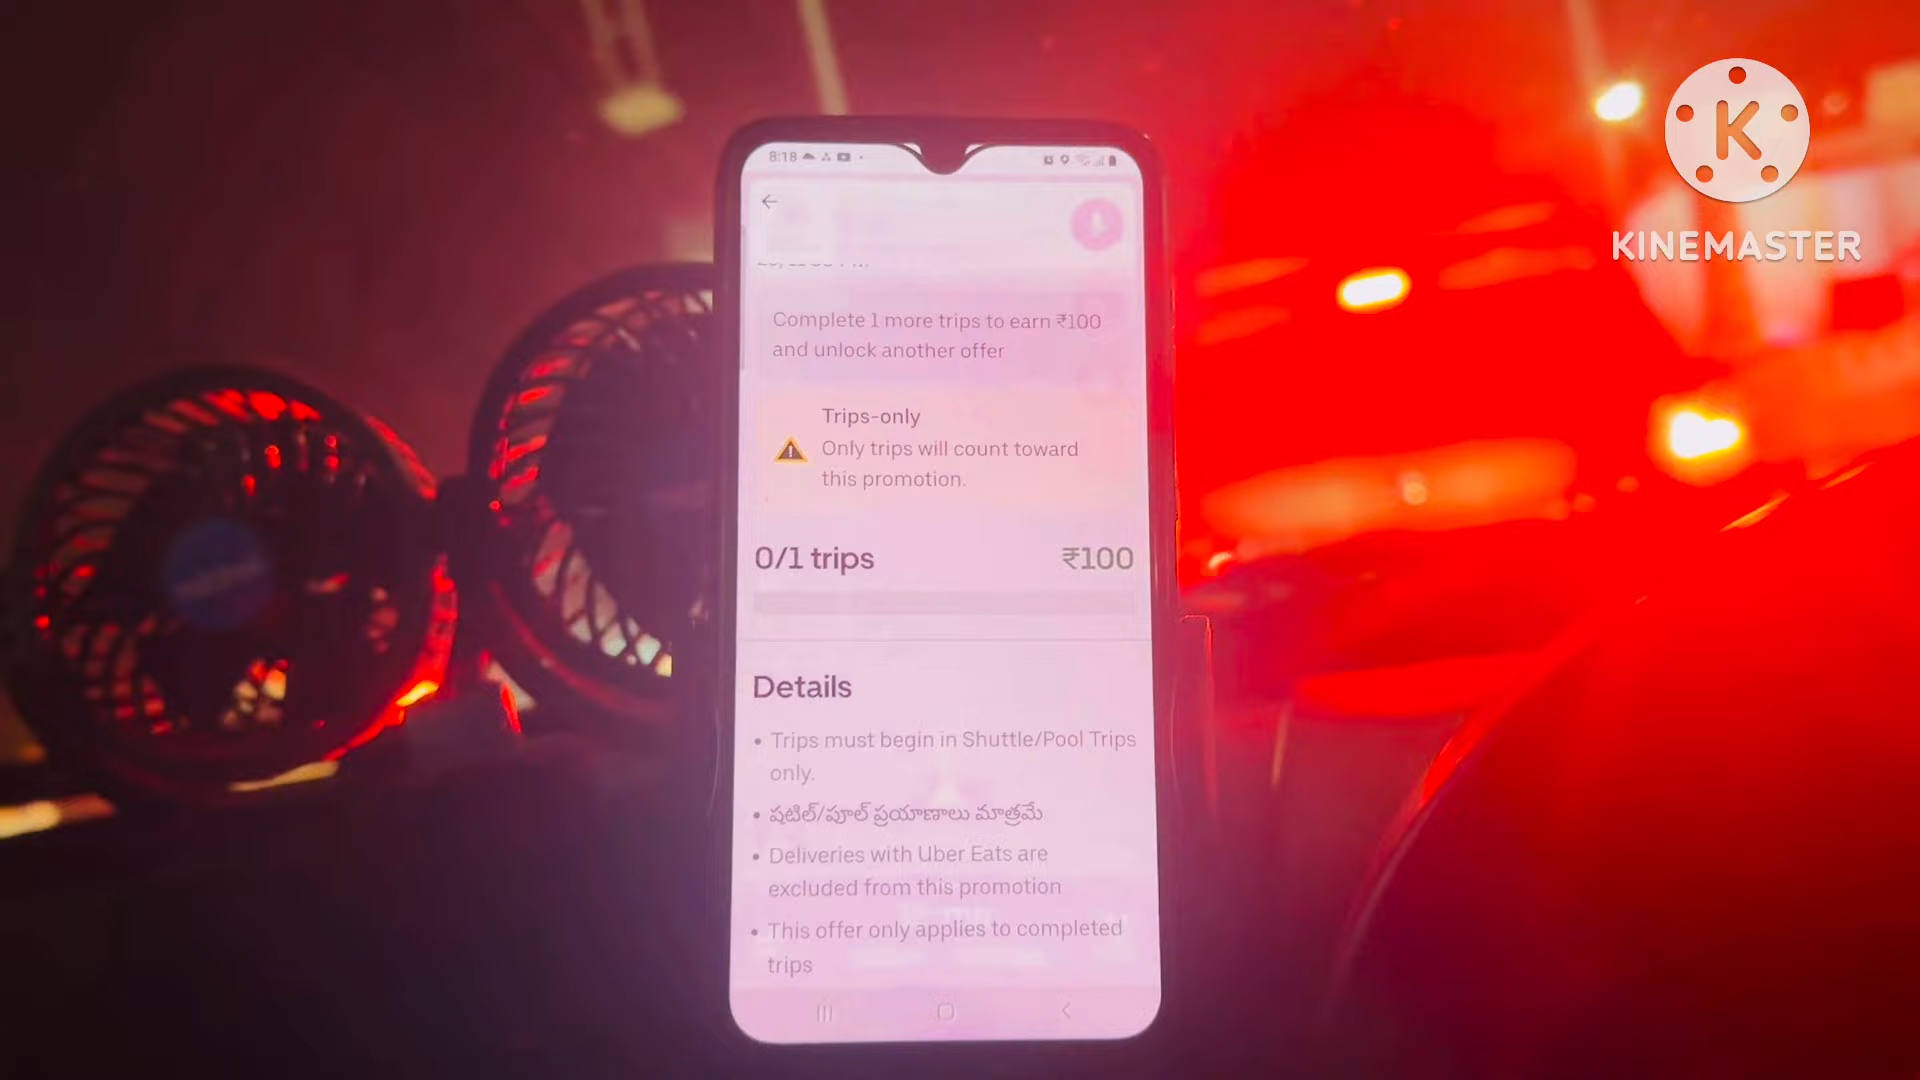 K
KINEMASTER
8:18
Complete 1 more trips to earn ₹100
and unlock another offer
Trips-only
Only trips will count toward
this promotion.
0/1 trips ₹100
Details
• Trips must begin in Shuttle/Pool Trips
only.
• షటిల్/పూల్ ప్రయాణాలు మాత్రమే
• Deliveries with Uber Eats are
excluded from this promotion
• This offer only applies to completed
trips